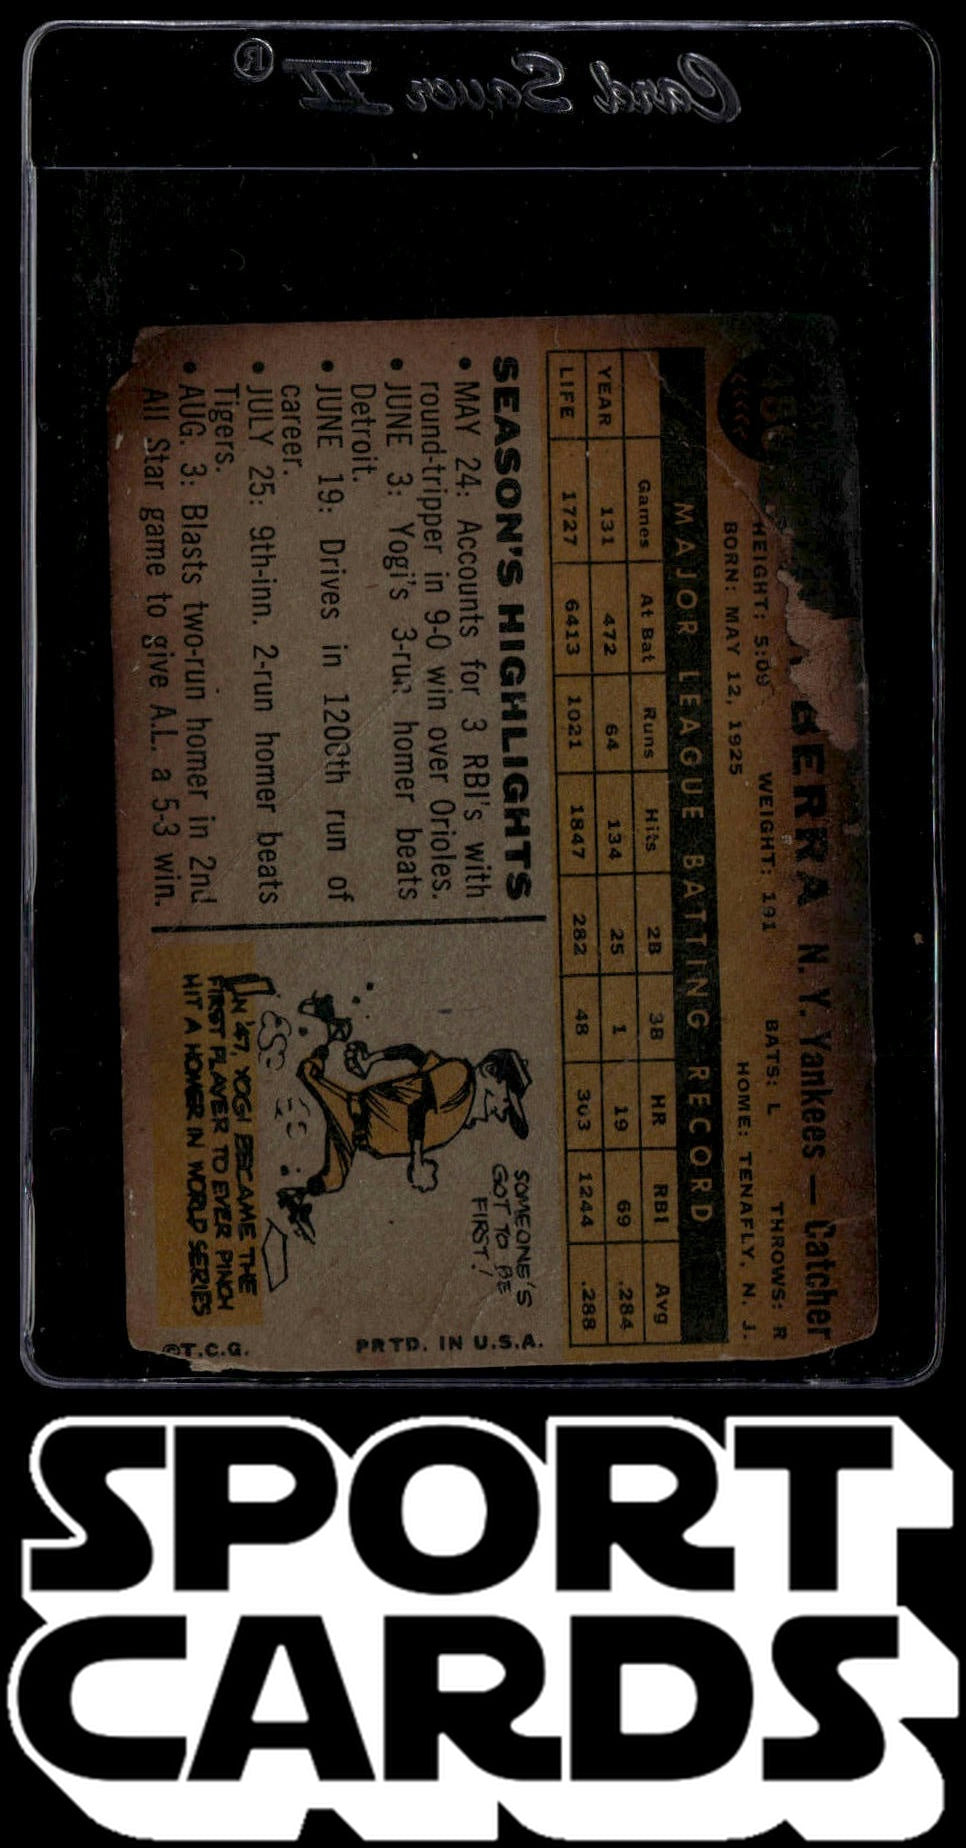 Card Saver II ®
480
BERRA N.Y. Yankees — Catcher
HEIGHT: 5:09 WEIGHT: 191 BATS: L THROWS: R
BORN: MAY 12, 1925 HOME: TENAFLY, N. J.
MAJOR LEAGUE BATTING RECORD
Games At Bat Runs Hits 2B 3B HR RBI Avg
YEAR 131 472 64 134 25 1 19 69 .284
LIFE 1727 6413 1021 1847 282 48 303 1244 .288
SEASON'S HIGHLIGHTS
• MAY 24: Accounts for 3 RBI's with
round-tripper in 9-0 win over Orioles.
• JUNE 3: Yogi's 3-run homer beats
Detroit.
• JUNE 19: Drives in 1200th run of
career.
• JULY 25: 9th-inn. 2-run homer beats
Tigers.
• AUG. 3: Blasts two-run homer in 2nd
All Star game to give A.L. a 5-3 win.
SOMEONE'S
GOT TO BE
FIRST!
IN '47, YOGI BECAME THE
FIRST PLAYER TO EVER PINCH
HIT A HOMER IN WORLD SERIES
©T.C.G. PRTD. IN U.S.A.
SPORT
CARDS